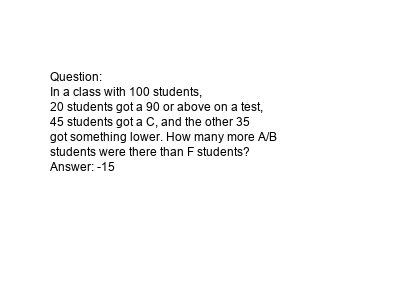 Question:
In a class with 100 students,
20 students got a 90 or above on a test,
45 students got a C, and the other 35
got something lower. How many more A/B
students were there than F students?
Answer: -15